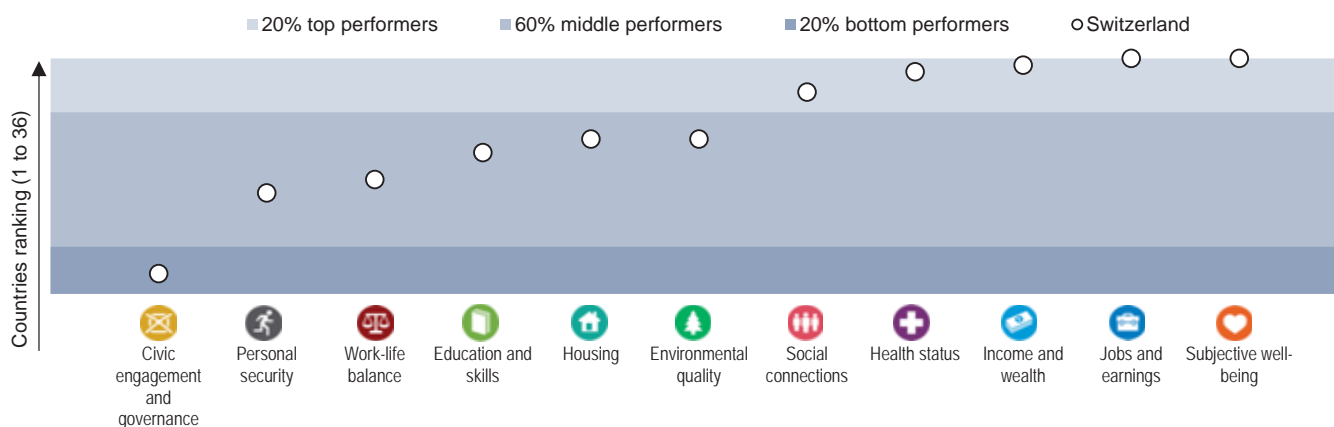 20% top performers 60% middle performers 20% bottom performers Switzerland
Countries ranking (1 to 36)
Civic
engagement
and
governance
Personal
security
Work-life
balance
Education and
skills
Housing
Environmental
quality
Social
connections
Health status
Income and
wealth
Jobs and
earnings
Subjective well-
being